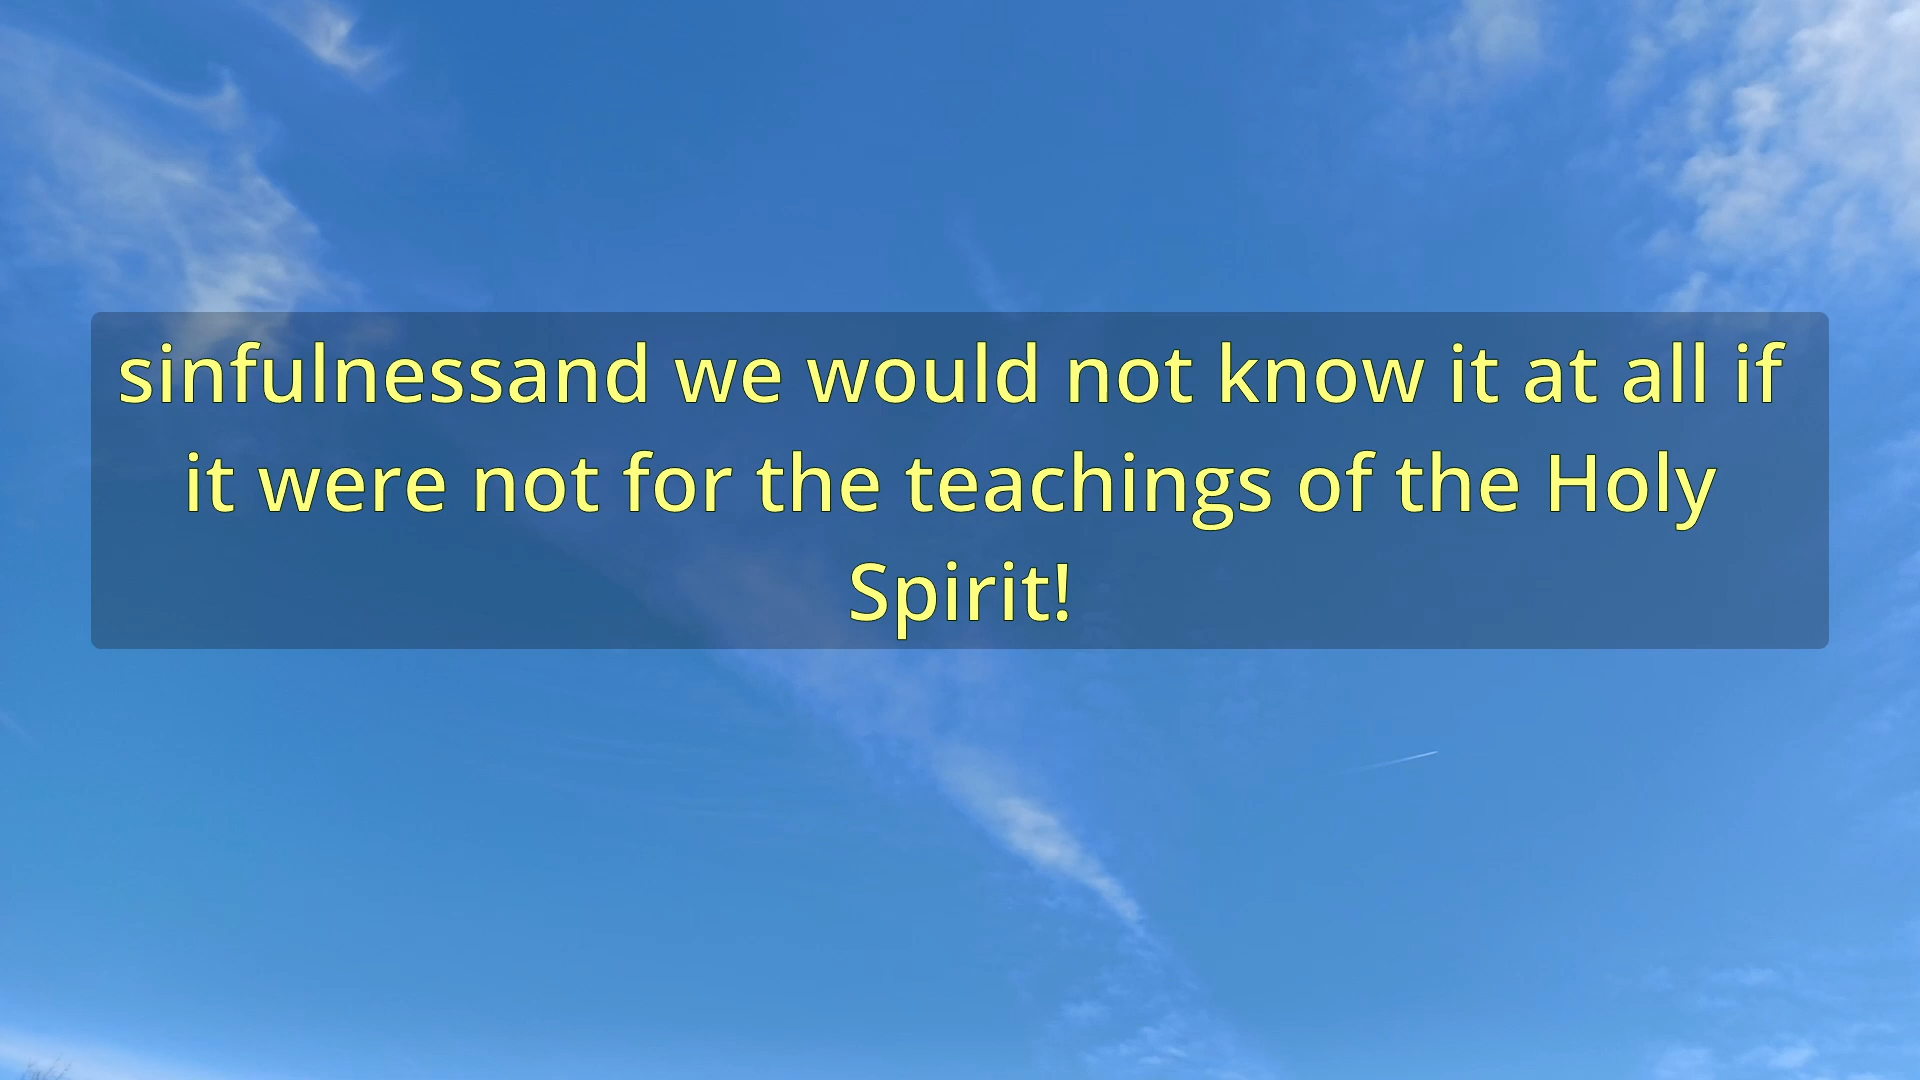 sinfulnessand we would not know it at all if
it were not for the teachings of the Holy
Spirit!